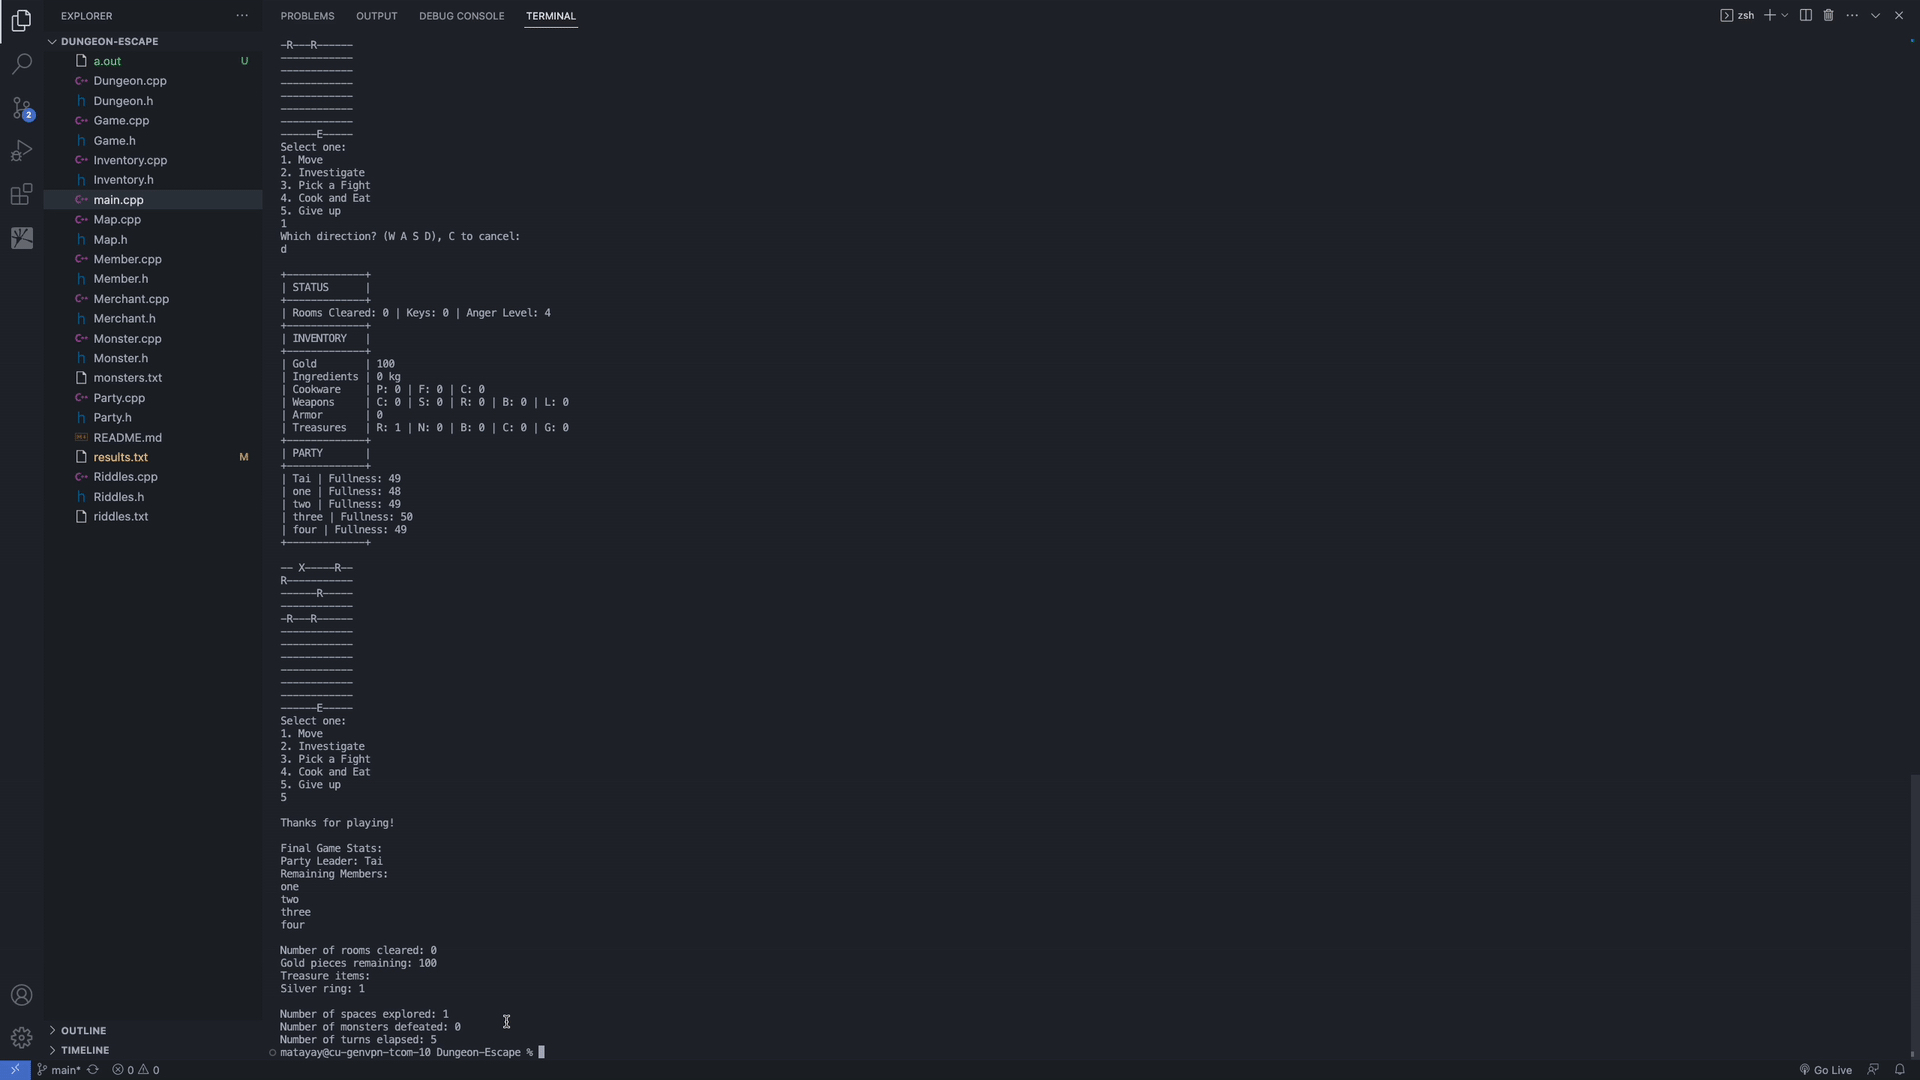 EXPLORER
DUNGEON-ESCAPE
a.out U
Dungeon.cpp
Dungeon.h
Game.cpp
Game.h
Inventory.cpp
Inventory.h
main.cpp
Map.cpp
Map.h
Member.cpp
Member.h
Merchant.cpp
Merchant.h
Monster.cpp
Monster.h
monsters.txt
Party.cpp
Party.h
README.md
results.txt M
Riddles.cpp
Riddles.h
riddles.txt
OUTLINE
TIMELINE
2
PROBLEMS OUTPUT DEBUG CONSOLE TERMINAL
zsh
-R---R------
------------
------------
------------
------------
------------
------------
------E-----
Select one:
1. Move
2. Investigate
3. Pick a Fight
4. Cook and Eat
5. Give up
1
Which direction? (W A S D), C to cancel:
d
+-------------+
| STATUS      |
+-------------+
| Rooms Cleared: 0 | Keys: 0 | Anger Level: 4
+-------------+
| INVENTORY   |
+-------------+
| Gold        | 100
| Ingredients | 0 kg
| Cookware    | P: 0 | F: 0 | C: 0
| Weapons     | C: 0 | S: 0 | R: 0 | B: 0 | L: 0
| Armor       | 0
| Treasures   | R: 1 | N: 0 | B: 0 | C: 0 | G: 0
+-------------+
| PARTY       |
+-------------+
| Tai | Fullness: 49
| one | Fullness: 48
| two | Fullness: 49
| three | Fullness: 50
| four | Fullness: 49
+-------------+
-- X-----R--
R-----------
------R-----
------------
-R---R------
------------
------------
------------
------------
------------
------------
------E-----
Select one:
1. Move
2. Investigate
3. Pick a Fight
4. Cook and Eat
5. Give up
5
Thanks for playing!
Final Game Stats:
Party Leader: Tai
Remaining Members:
one
two
three
four
Number of rooms cleared: 0
Gold pieces remaining: 100
Treasure items:
Silver ring: 1
Number of spaces explored: 1
Number of monsters defeated: 0
Number of turns elapsed: 5
matayay@cu-genvpn-tcom-10 Dungeon-Escape %
main* 0 0 Go Live